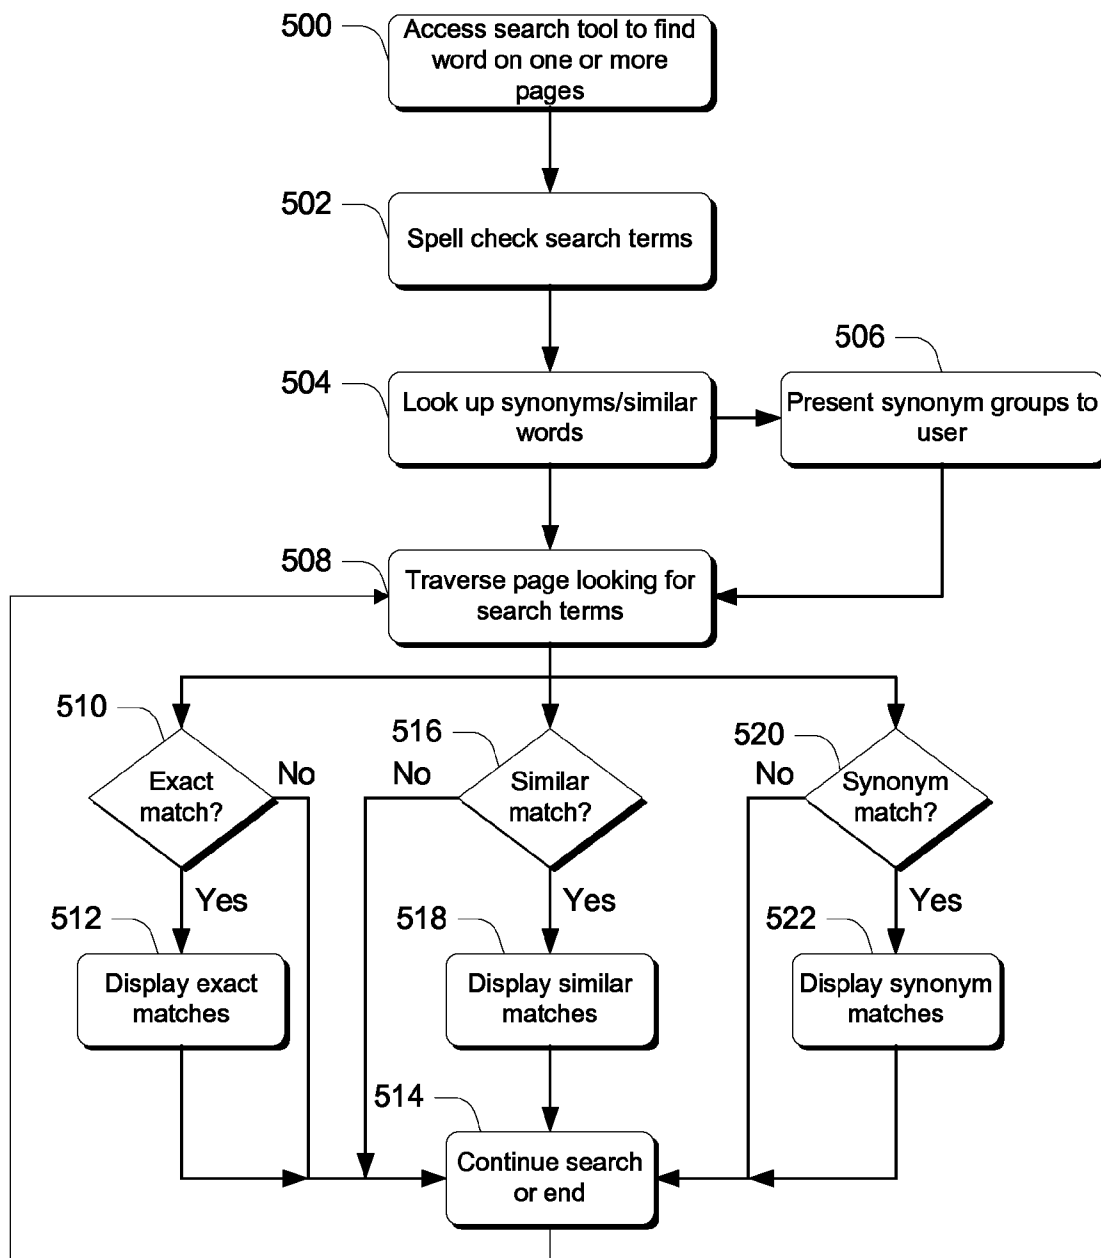 500
Access search tool to find
word on one or more
pages
502
Spell check search terms
506
504
Look up synonyms/similar
words
Present synonym groups to
user
508
Traverse page looking for
search terms
510
Exact
match?
No
516
No
Similar
match?
520
No
Synonym
match?
Yes
Yes
Yes
512
Display exact
matches
518
Display similar
matches
522
Display synonym
matches
514
Continue search
or end